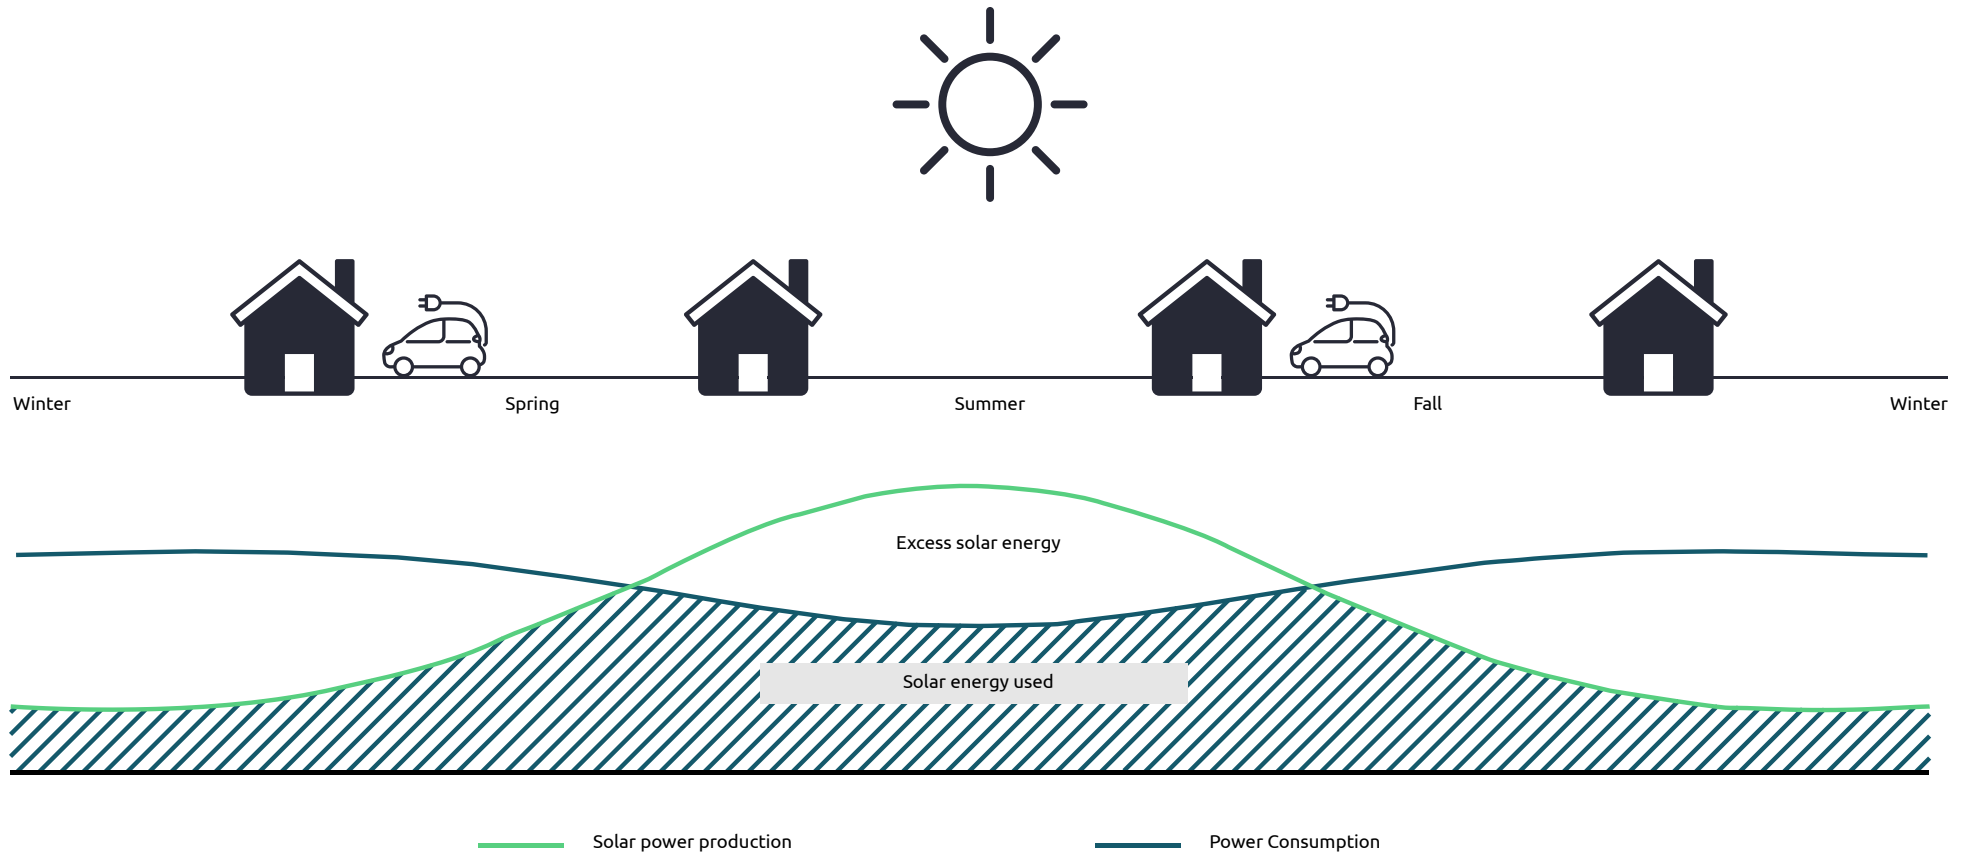 Winter
Spring
Summer
Fall
Winter
Excess solar energy
Solar energy used
Solar power production
Power Consumption